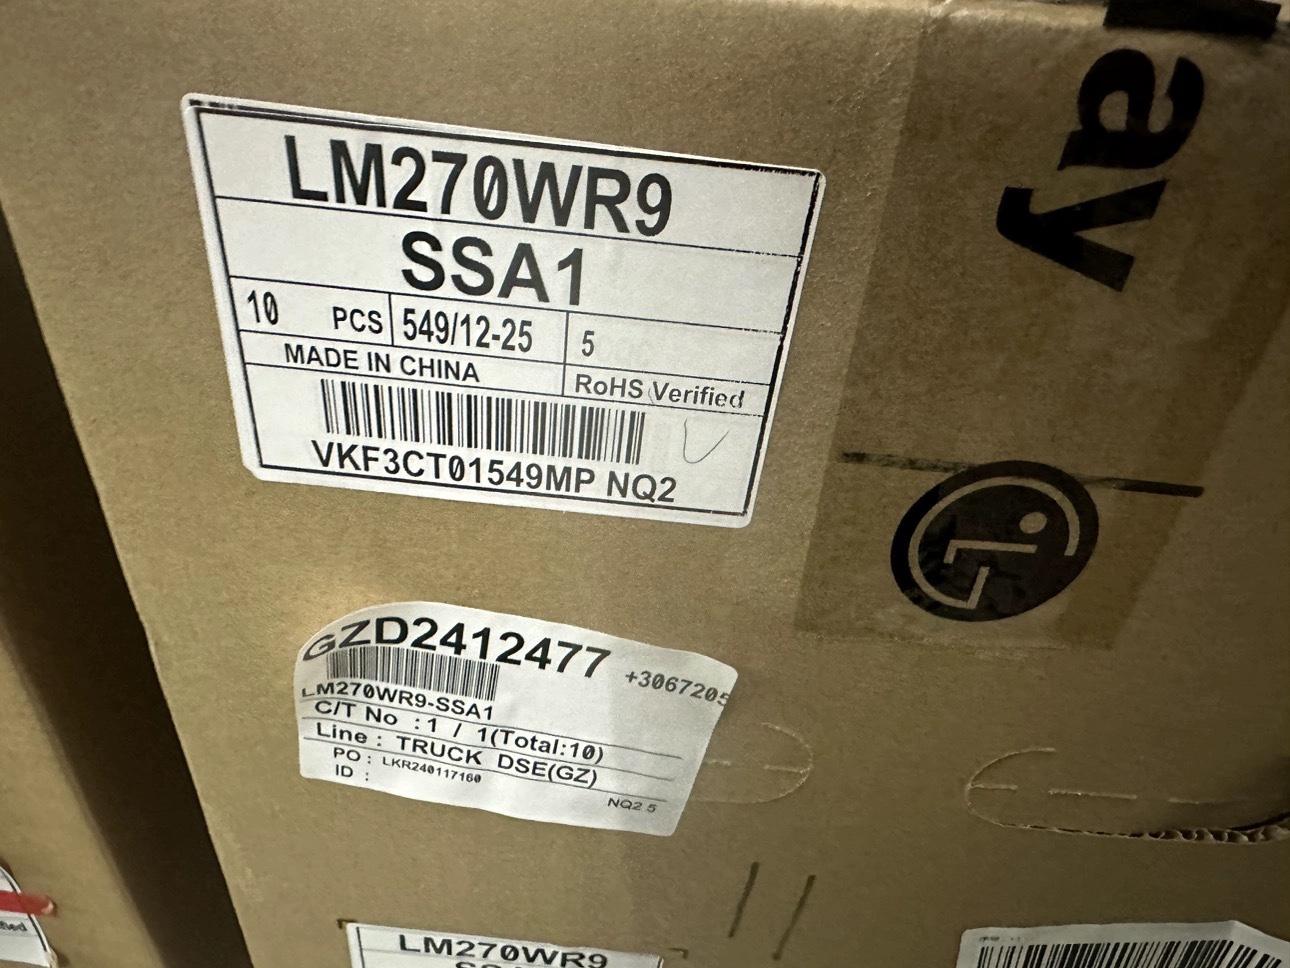 ay
LM270WR9
SSA1
10 PCS 549/12-25 5
MADE IN CHINA RoHS Verified
VKF3CT01549MP NQ2
LG
GZD2412477 +3067205
LM270WR9-SSA1
C/T No : 1 / 1(Total:10)
Line : TRUCK DSE(GZ)
PO : LKR240117160
ID :
NQ2 5
LM270WR9